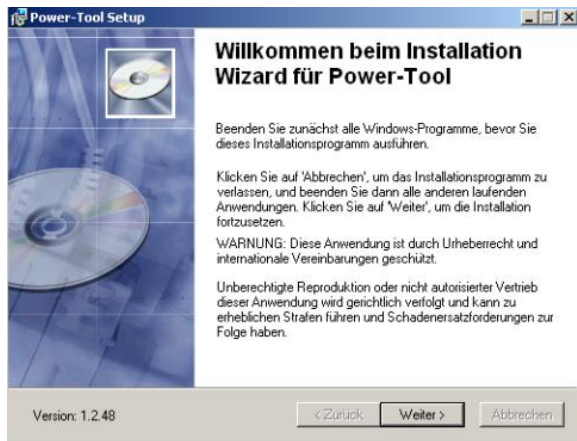 Power-Tool Setup
Willkommen beim Installation
Wizard für Power-Tool
Beenden Sie zunächst alle Windows-Programme, bevor Sie
dieses Installationsprogramm ausführen.
Klicken Sie auf 'Abbrechen', um das Installationsprogramm zu
verlassen, und beenden Sie dann alle anderen laufenden
Anwendungen. Klicken Sie auf 'Weiter', um die Installation
fortzusetzen.
WARNUNG: Diese Anwendung ist durch Urheberrecht und
internationale Vereinbarungen geschützt.
Unberechtigte Reproduktion oder nicht autorisierter Vertrieb
dieser Anwendung wird gerichtlich verfolgt und kann zu
erheblichen Strafen führen und Schadenersatzforderungen zur
Folge haben.
Version: 1.2.48
< Zurück Weiter > Abbrechen